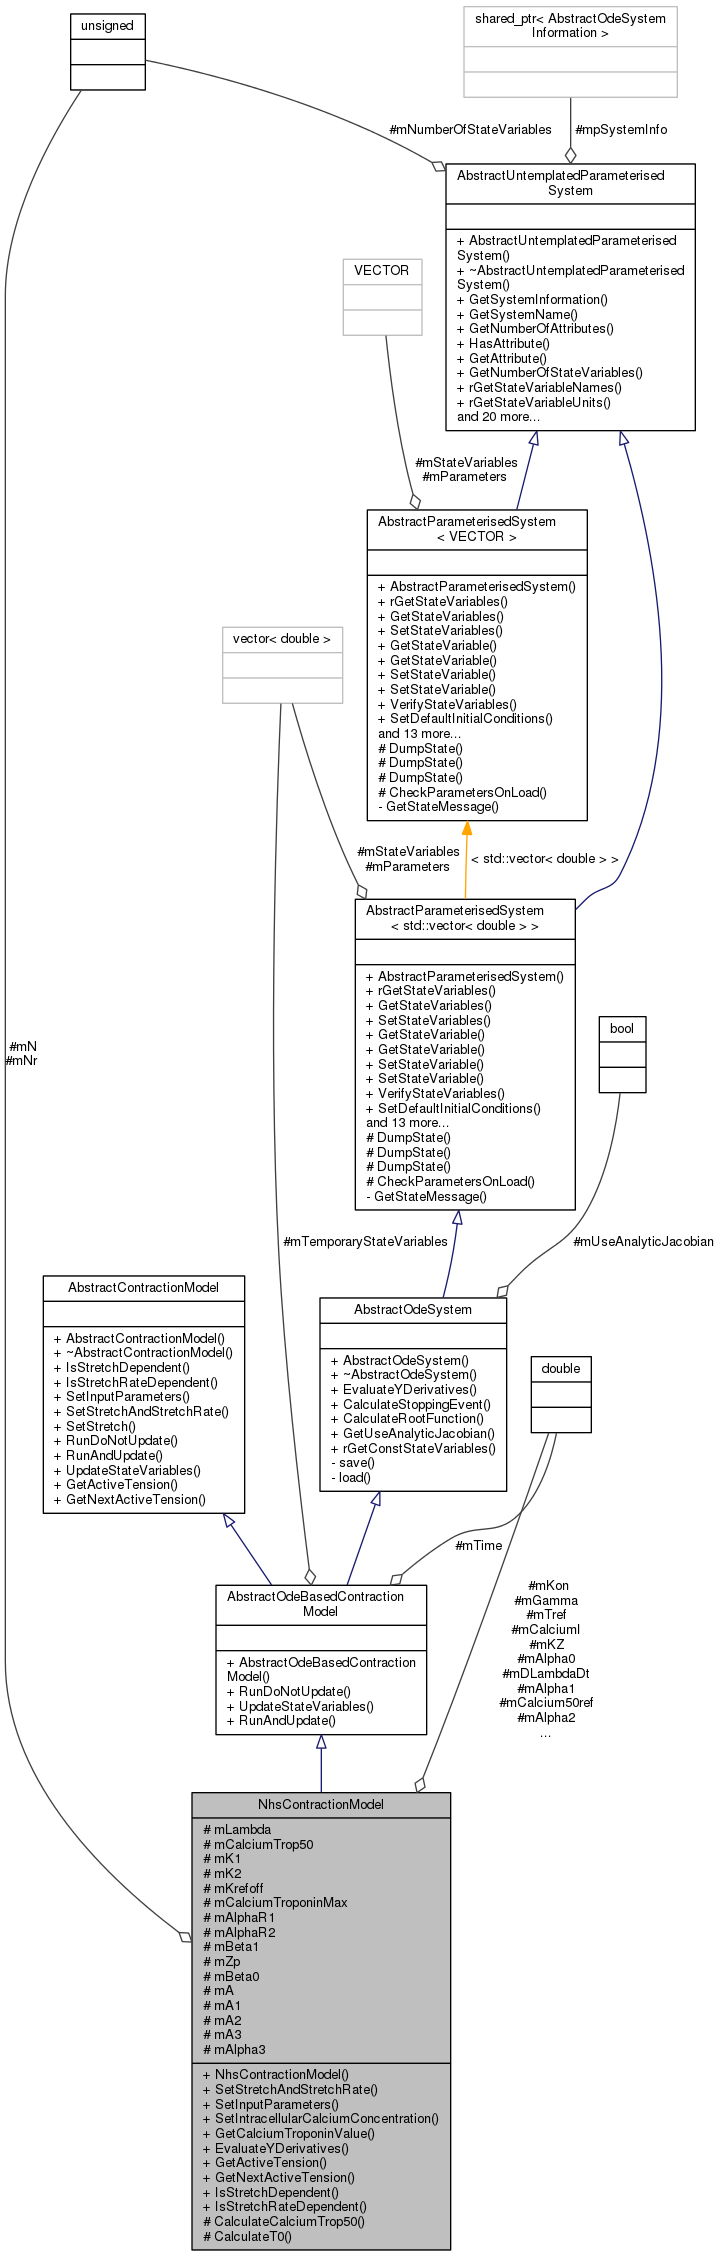 unsigned
shared_ptr< AbstractOdeSystem
Information >
#mNumberOfStateVariables
#mpSystemInfo
AbstractUntemplatedParameterised
System
+ AbstractUntemplatedParameterised
System()
+ ~AbstractUntemplatedParameterised
System()
+ GetSystemInformation()
+ GetSystemName()
+ GetNumberOfAttributes()
+ HasAttribute()
+ GetAttribute()
+ GetNumberOfStateVariables()
+ rGetStateVariableNames()
+ rGetStateVariableUnits()
and 20 more...
VECTOR
#mStateVariables
#mParameters
AbstractParameterisedSystem
< VECTOR >
+ AbstractParameterisedSystem()
+ rGetStateVariables()
+ GetStateVariables()
+ SetStateVariables()
+ GetStateVariable()
+ GetStateVariable()
+ SetStateVariable()
+ SetStateVariable()
+ VerifyStateVariables()
+ SetDefaultInitialConditions()
and 13 more...
# DumpState()
# DumpState()
# DumpState()
# CheckParametersOnLoad()
- GetStateMessage()
vector< double >
#mStateVariables
#mParameters
< std::vector< double > >
AbstractParameterisedSystem
< std::vector< double > >
+ AbstractParameterisedSystem()
+ rGetStateVariables()
+ GetStateVariables()
+ SetStateVariables()
+ GetStateVariable()
+ GetStateVariable()
+ SetStateVariable()
+ SetStateVariable()
+ VerifyStateVariables()
+ SetDefaultInitialConditions()
and 13 more...
# DumpState()
# DumpState()
# DumpState()
# CheckParametersOnLoad()
- GetStateMessage()
bool
#mN
#mNr
#mTemporaryStateVariables
#mUseAnalyticJacobian
AbstractContractionModel
+ AbstractContractionModel()
+ ~AbstractContractionModel()
+ IsStretchDependent()
+ IsStretchRateDependent()
+ SetInputParameters()
+ SetStretchAndStretchRate()
+ SetStretch()
+ RunDoNotUpdate()
+ RunAndUpdate()
+ UpdateStateVariables()
+ GetActiveTension()
+ GetNextActiveTension()
AbstractOdeSystem
+ AbstractOdeSystem()
+ ~AbstractOdeSystem()
+ EvaluateYDerivatives()
+ CalculateStoppingEvent()
+ CalculateRootFunction()
+ GetUseAnalyticJacobian()
+ rGetConstStateVariables()
- save()
- load()
double
#mTime
AbstractOdeBasedContraction
Model
+ AbstractOdeBasedContraction
Model()
+ RunDoNotUpdate()
+ UpdateStateVariables()
+ RunAndUpdate()
#mKon
#mGamma
#mTref
#mCalciumI
#mKZ
#mAlpha0
#mDLambdaDt
#mAlpha1
#mCalcium50ref
#mAlpha2
...
NhsContractionModel
# mLambda
# mCalciumTrop50
# mK1
# mK2
# mKrefoff
# mCalciumTroponinMax
# mAlphaR1
# mAlphaR2
# mBeta1
# mZp
# mBeta0
# mA
# mA1
# mA2
# mA3
# mAlpha3
+ NhsContractionModel()
+ SetStretchAndStretchRate()
+ SetInputParameters()
+ SetIntracellularCalciumConcentration()
+ GetCalciumTroponinValue()
+ EvaluateYDerivatives()
+ GetActiveTension()
+ GetNextActiveTension()
+ IsStretchDependent()
+ IsStretchRateDependent()
# CalculateCalciumTrop50()
# CalculateT0()